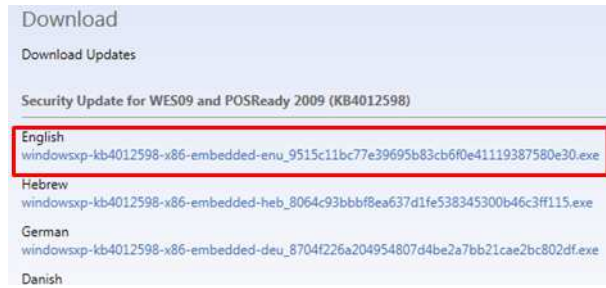 Download
Download Updates
Security Update for WES09 and POSReady 2009 (KB4012598)
English
windowsxp-kb4012598-x86-embedded-enu_9515c11bc77e39695b83cb6f0e41119387580e30.exe
Hebrew
windowsxp-kb4012598-x86-embedded-heb_8064c93bbbf8ea637d1fe538345300b46c3ff115.exe
German
windowsxp-kb4012598-x86-embedded-deu_8704f226a204954807d4be2a7bb21cae2bc802df.exe
Danish